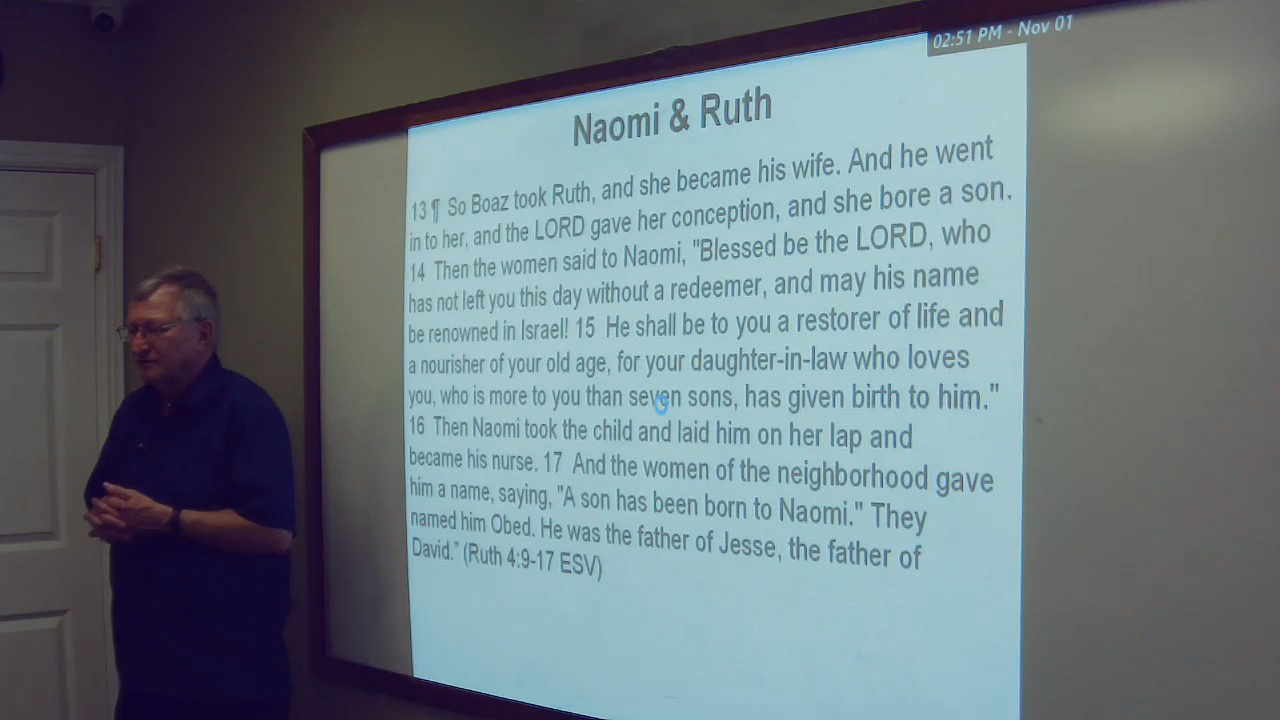 02:51 PM - Nov 01
Naomi & Ruth
13 ¶ So Boaz took Ruth, and she became his wife. And he went
in to her, and the LORD gave her conception, and she bore a son.
14 Then the women said to Naomi, "Blessed be the LORD, who
has not left you this day without a redeemer, and may his name
be renowned in Israel! 15 He shall be to you a restorer of life and
a nourisher of your old age, for your daughter-in-law who loves
you, who is more to you than seven sons, has given birth to him."
16 Then Naomi took the child and laid him on her lap and
became his nurse. 17 And the women of the neighborhood gave
him a name, saying, "A son has been born to Naomi." They
named him Obed. He was the father of Jesse, the father of
David." (Ruth 4:9-17 ESV)